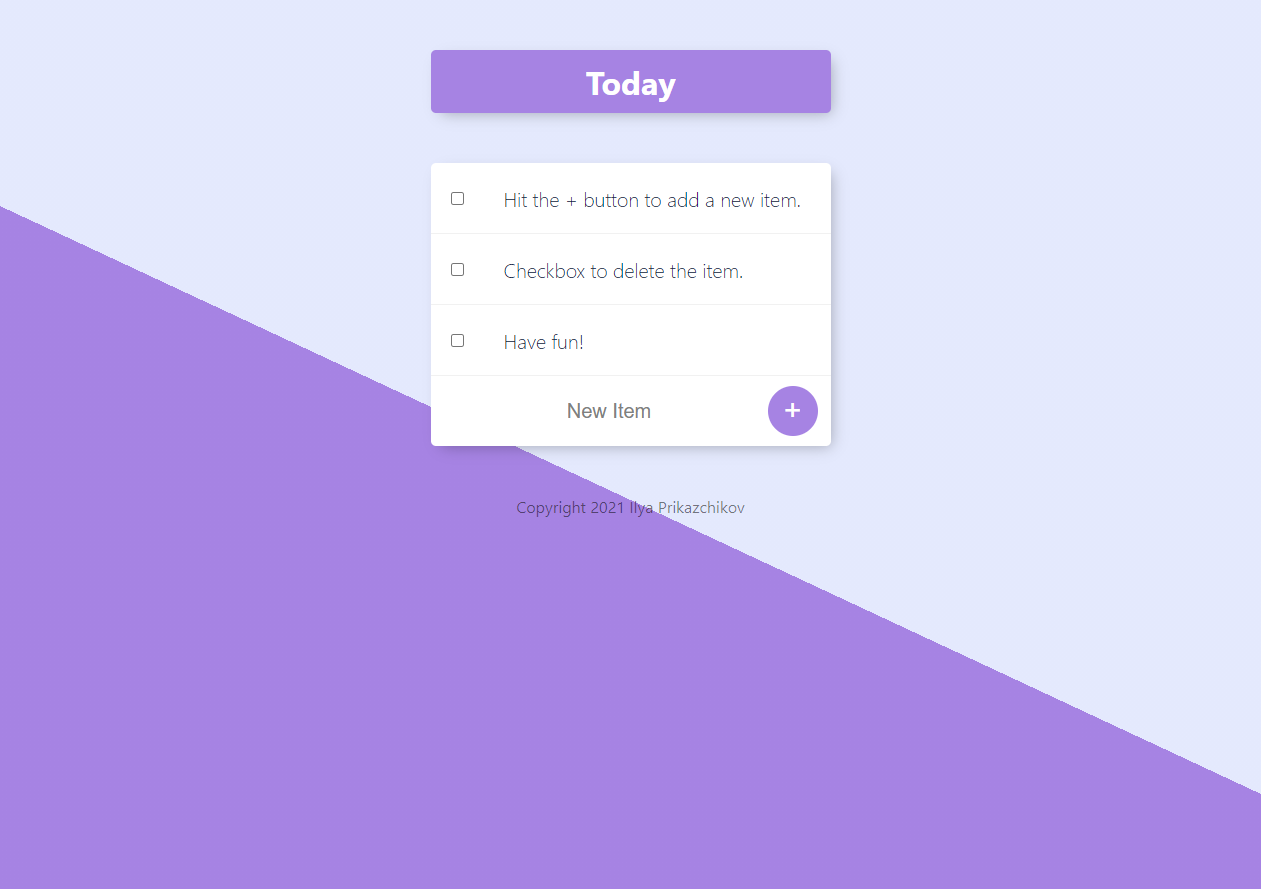 Today
Hit the + button to add a new item.
Checkbox to delete the item.
Have fun!
New Item +
Copyright 2021 Ilya Prikazchikov